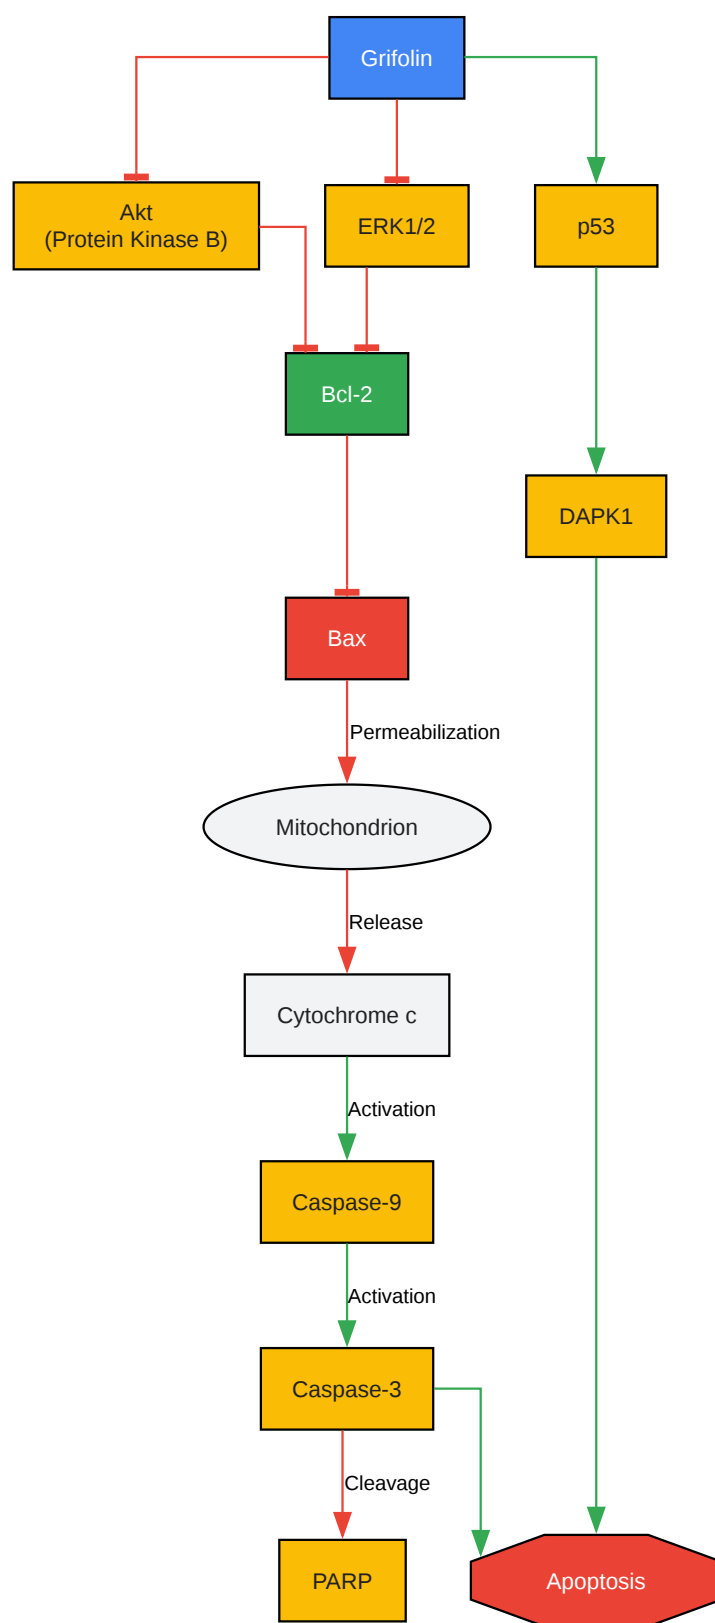 Grifolin
Akt
(Protein Kinase B)
ERK1/2
p53
Bcl-2
DAPK1
Bax
Permeabilization
Mitochondrion
Release
Cytochrome c
Activation
Caspase-9
Activation
Caspase-3
Cleavage
PARP
Apoptosis